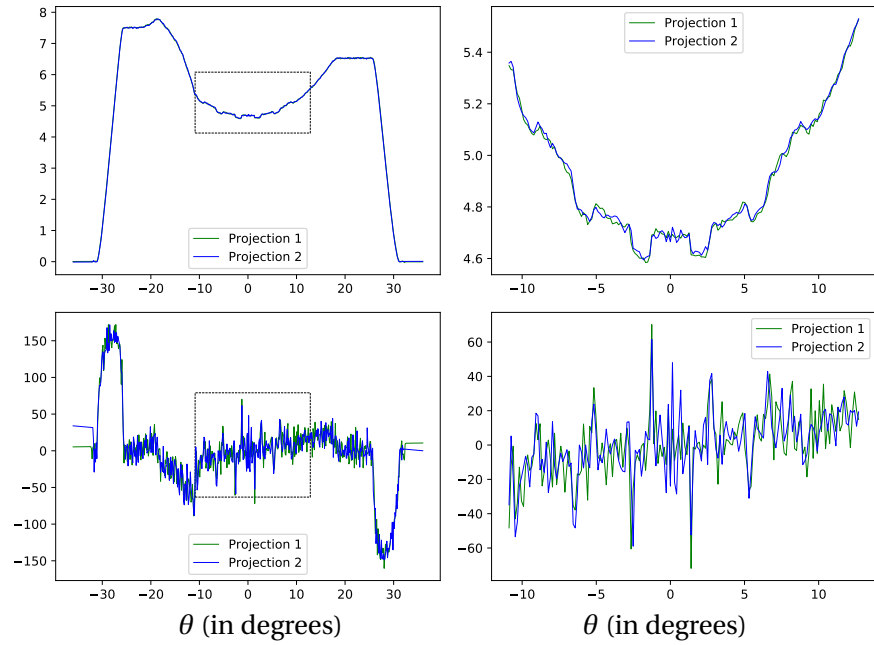 8
7
6
5
4
3
2
1
0
Projection 1
Projection 2
−30 −20 −10 0 10 20 30
5.4
5.2
5.0
4.8
4.6
Projection 1
Projection 2
−10 −5 0 5 10
150
100
50
0
−50
−100
−150
Projection 1
Projection 2
−30 −20 −10 0 10 20 30
θ (in degrees)
60
40
20
0
−20
−40
−60
Projection 1
Projection 2
−10 −5 0 5 10
θ (in degrees)